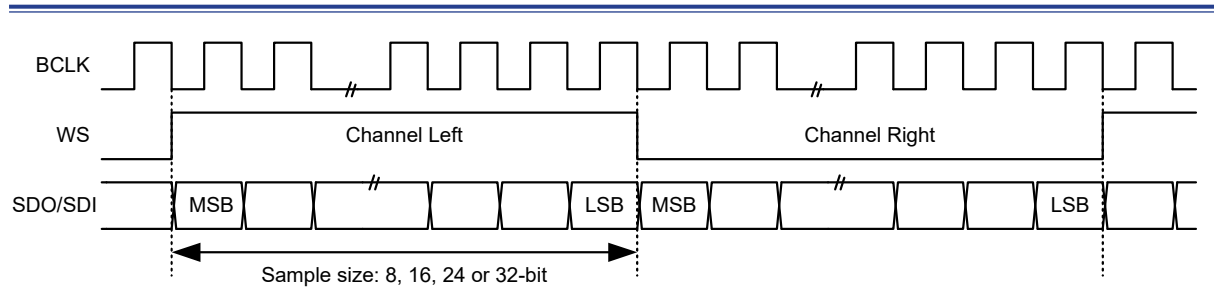 BCLK
WS Channel Left Channel Right
SDO/SDI MSB LSB MSB LSB
Sample size: 8, 16, 24 or 32-bit